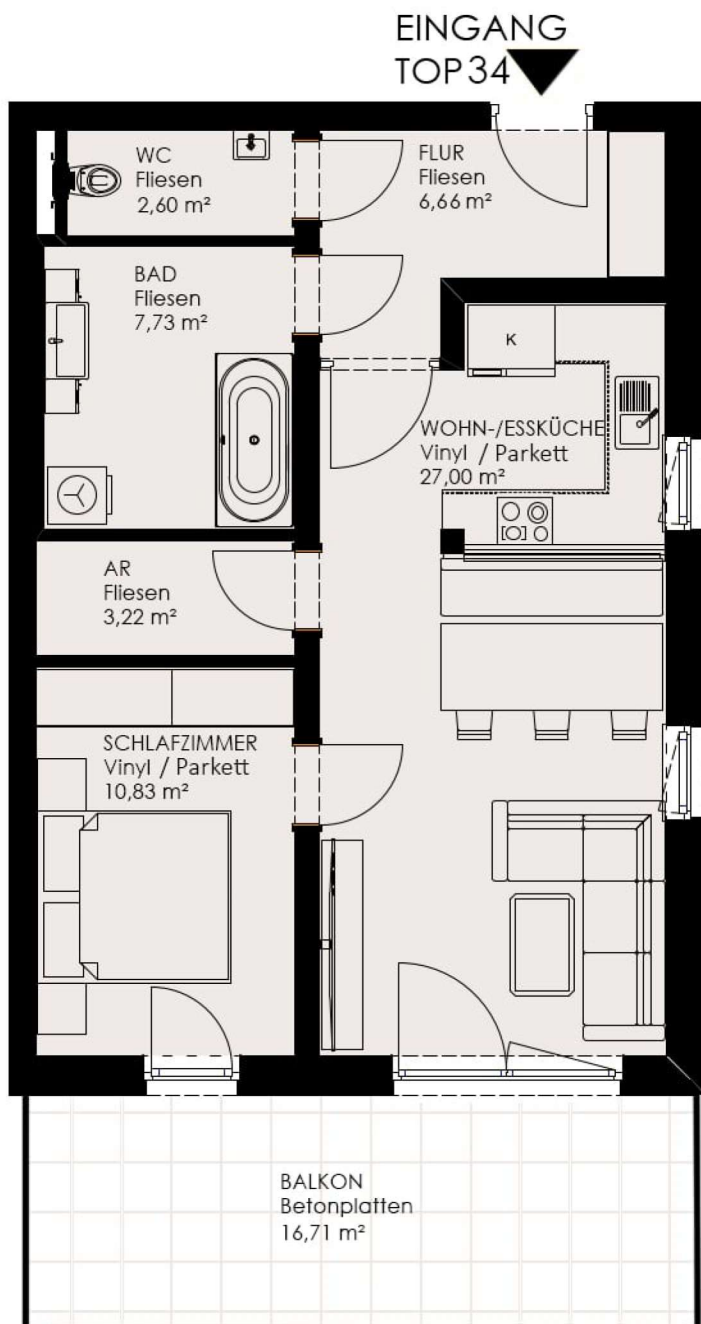 EINGANG
TOP 34
WC
Fliesen
2,60 m²
FLUR
Fliesen
6,66 m²
BAD
Fliesen
7,73 m²
K
WOHN-/ESSKÜCHE
Vinyl / Parkett
27,00 m²
AR
Fliesen
3,22 m²
SCHLAFZIMMER
Vinyl / Parkett
10,83 m²
BALKON
Betonplatten
16,71 m²